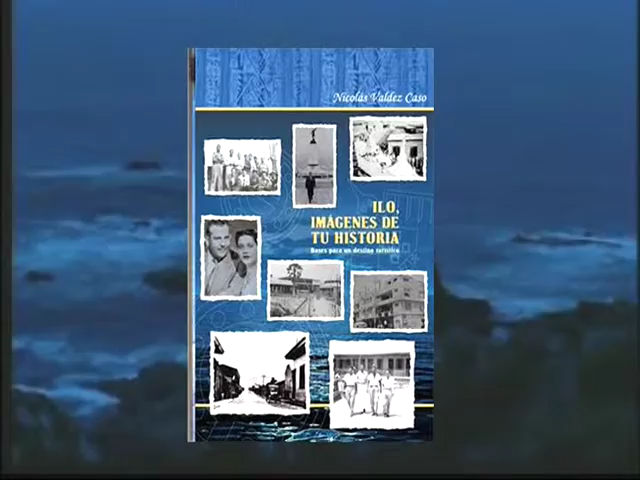 Nicolás Valdez Caso
ILO,
IMÁGENES DE
TU HISTORIA
Bases para un destino turístico